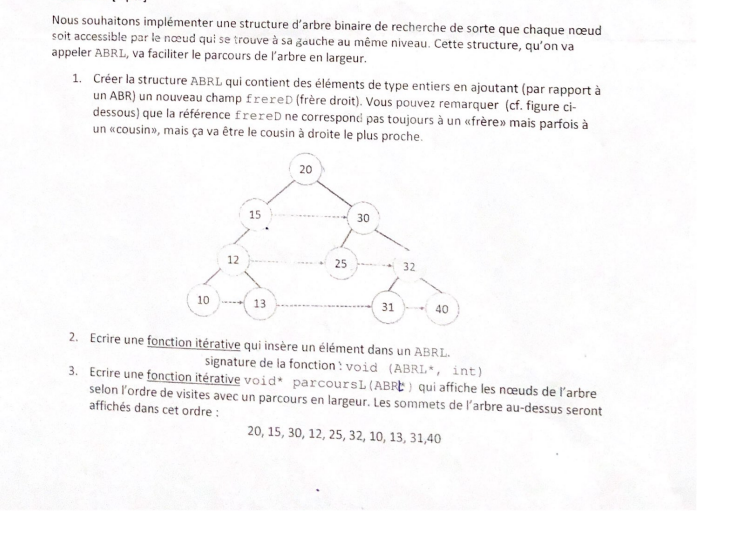 Nous souhaitons implémenter une structure d'arbre binaire de recherche de sorte que chaque nœud
soit accessible par le nœud qui se trouve à sa gauche au même niveau. Cette structure, qu'on va
appeler ABRL, va faciliter le parcours de l'arbre en largeur.
1. Créer la structure ABRL qui contient des éléments de type entiers en ajoutant (par rapport à
un ABR) un nouveau champ frereD (frère droit). Vous pouvez remarquer (cf. figure ci-
dessous) que la référence frereD ne correspond pas toujours à un «frère» mais parfois à
un «cousin», mais ça va être le cousin à droite le plus proche.
20
15 30
12 25 32
10 13 31 40
2. Ecrire une fonction itérative qui insère un élément dans un ABRL.
signature de la fonction : void (ABRL*, int)
3. Ecrire une fonction itérative void* parcoursL(ABRL*) qui affiche les nœuds de l'arbre
selon l'ordre de visites avec un parcours en largeur. Les sommets de l'arbre au-dessus seront
affichés dans cet ordre :
20, 15, 30, 12, 25, 32, 10, 13, 31,40